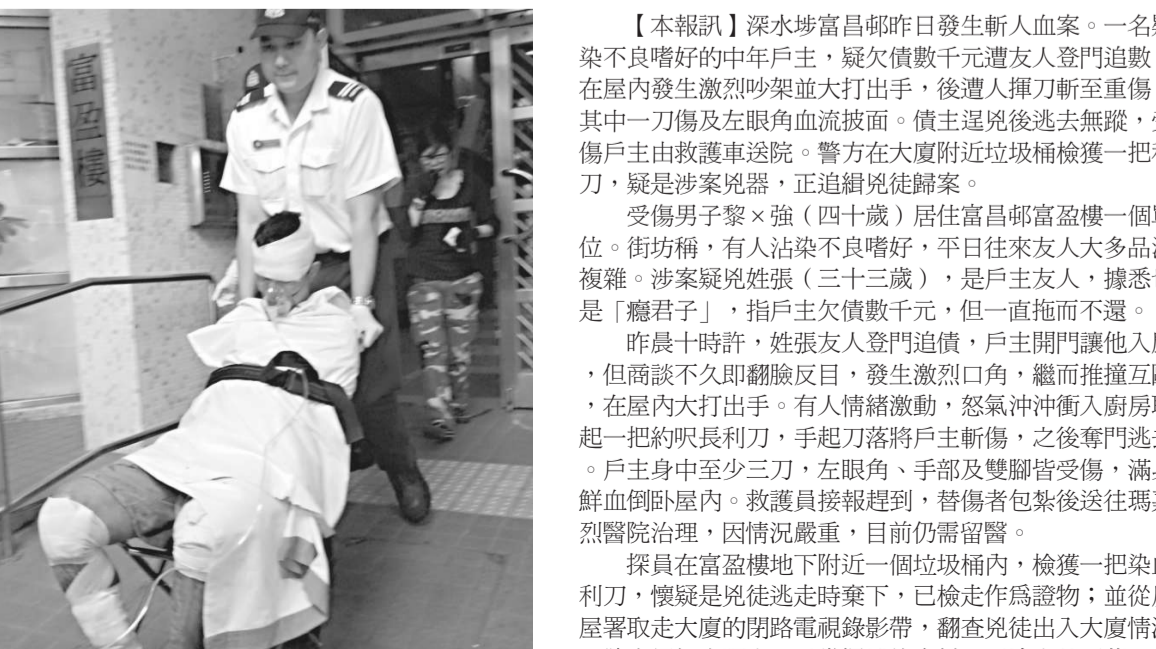 富盈樓
【本報訊】深水埗富昌邨昨日發生斬人血案。一名
染不良嗜好的中年戶主，疑欠債數千元遭友人登門追數
在屋內發生激烈吵架並大打出手，後遭人揮刀斬至重傷
其中一刀傷及左眼角血流披面。債主逞兇後逃去無蹤，
傷戶主由救護車送院。警方在大廈附近垃圾桶檢獲一把
刀，疑是涉案兇器，正追緝兇徒歸案。
受傷男子黎×強（四十歲）居住富昌邨富盈樓一個
位。街坊稱，有人沾染不良嗜好，平日往來友人大多品
複雜。涉案疑兇姓張（三十三歲），是戶主友人，據悉
是「癮君子」，指戶主欠債數千元，但一直拖而不還。
昨晨十時許，姓張友人登門追債，戶主開門讓他入
，但商談不久即翻臉反目，發生激烈口角，繼而推撞互
，在屋內大打出手。有人情緒激動，怒氣沖沖衝入廚房
起一把約呎長利刀，手起刀落將戶主斬傷，之後奪門逃
。戶主身中至少三刀，左眼角、手部及雙腳皆受傷，滿
鮮血倒卧屋內。救護員接報趕到，替傷者包紮後送往瑪
烈醫院治理，因情況嚴重，目前仍需留醫。
探員在富盈樓地下附近一個垃圾桶內，檢獲一把染
利刀，懷疑是兇徒逃走時棄下，已檢走作爲證物；並從
屋署取走大廈的閉路電視錄影帶，翻查兇徒出入大廈情